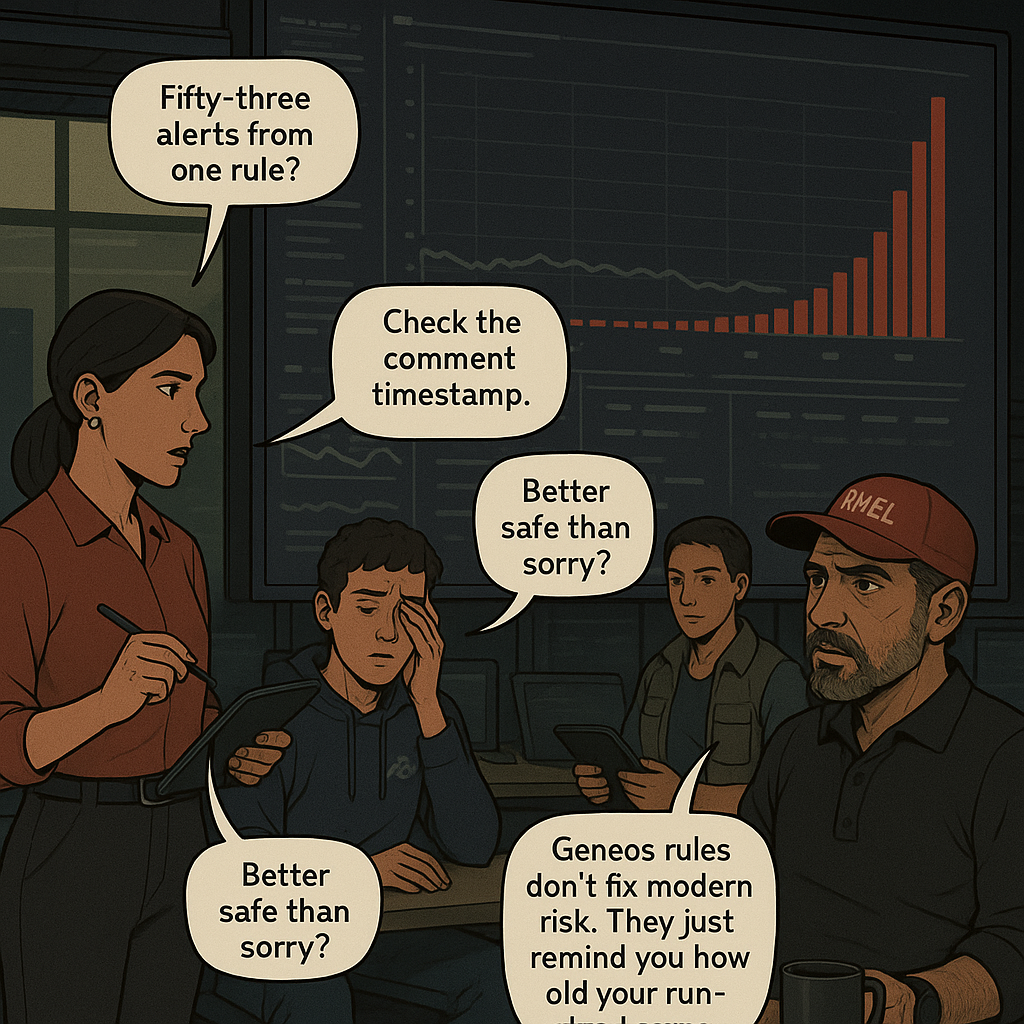 Fifty-three
alerts from
one rule?
Check the
comment
timestamp.
Better
safe than
sorry?
RMEL
Better
safe than
sorry?
Geneos rules
don't fix modern
risk. They just
remind you how
old your run-